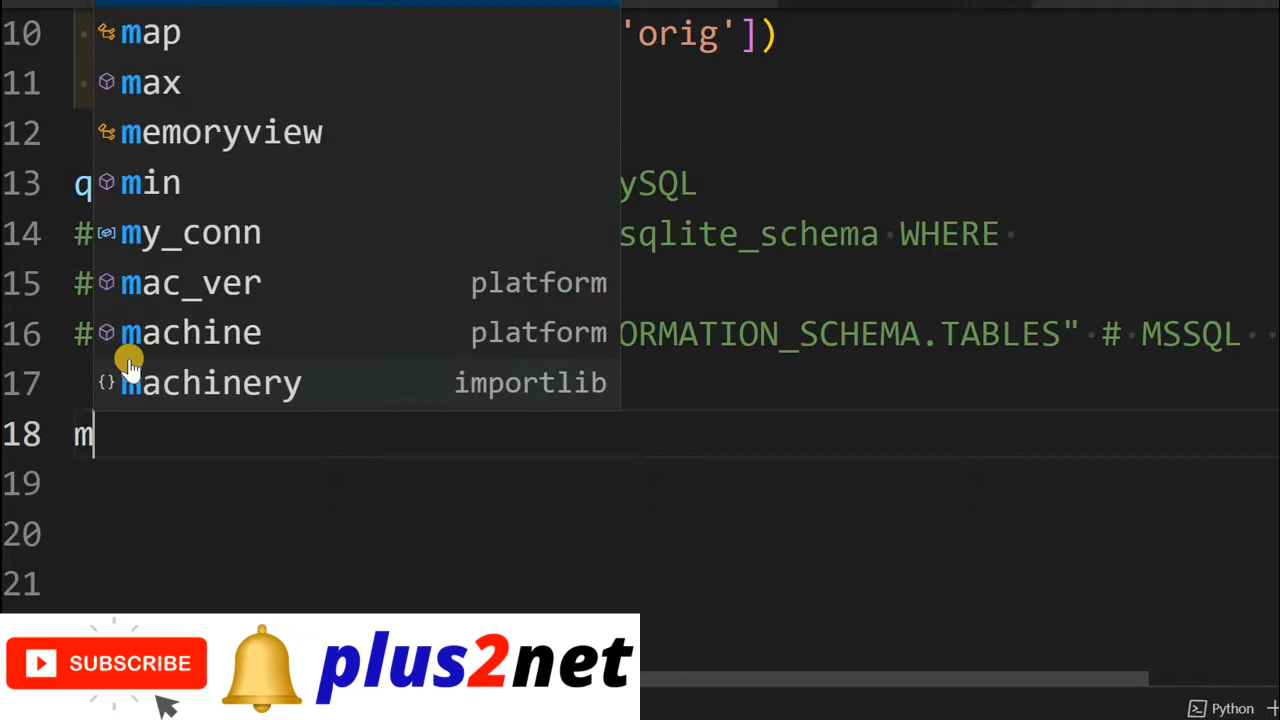 10 'orig'])
11
12
13 q ySQL
14 # sqlite_schema WHERE
15 #
16 # ORMATION_SCHEMA.TABLES" # MSSQL
17
18 m
19
20
21
map
max
memoryview
min
my_conn
mac_ver platform
machine platform
machinery importlib
SUBSCRIBE
plus2net
Python